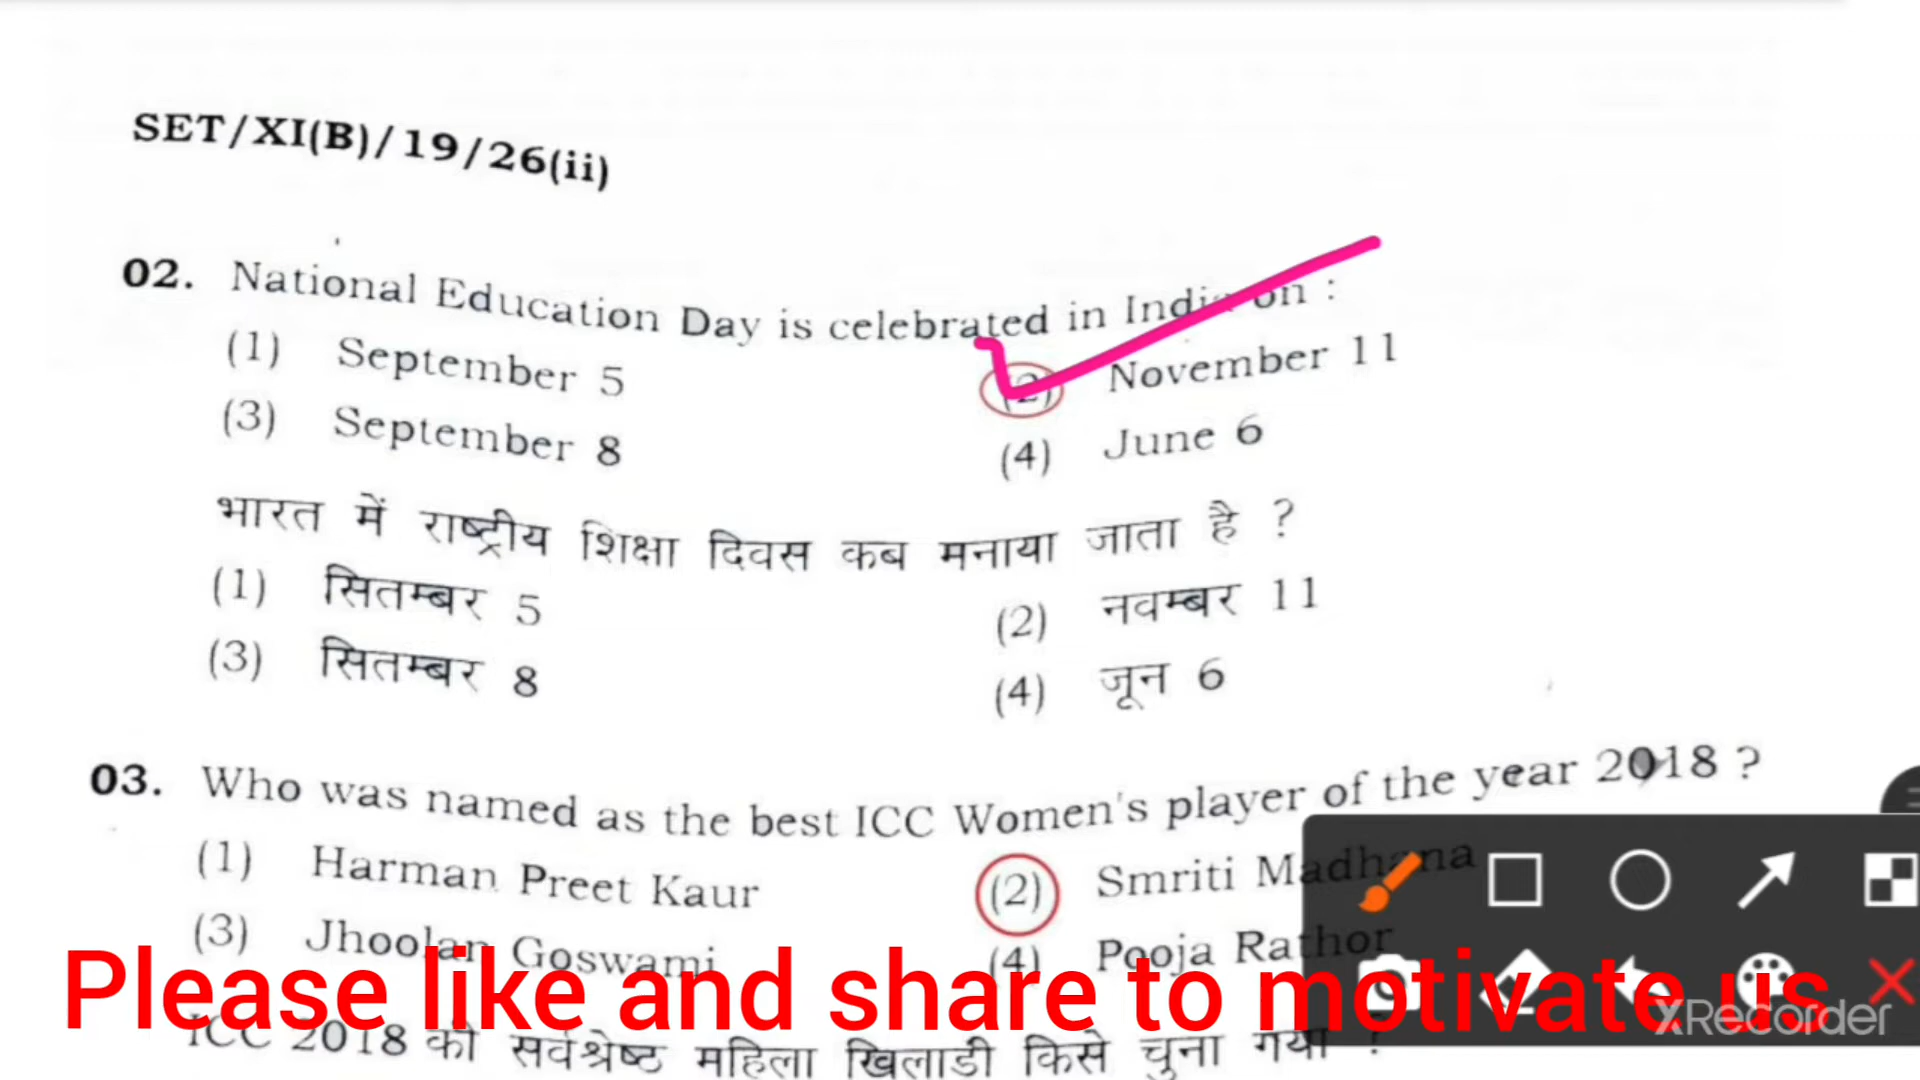 SET/XI(B)/19/26(ii)
02. National Education Day is celebrated in India on :
(1) September 5 (2) November 11
(3) September 8 (4) June 6
भारत में राष्ट्रीय शिक्षा दिवस कब मनाया जाता है ?
(1) सितम्बर 5 (2) नवम्बर 11
(3) सितम्बर 8 (4) जून 6
03. Who was named as the best ICC Women's player of the year 2018 ?
(1) Harman Preet Kaur (2) Smriti Madhana
(3) Jhoolan Goswami (4) Pooja Rathor
Please like and share to motivate us
XRecorder
ICC 2018 की सर्वश्रेष्ठ महिला खिलाडी किसे चुना गया ?